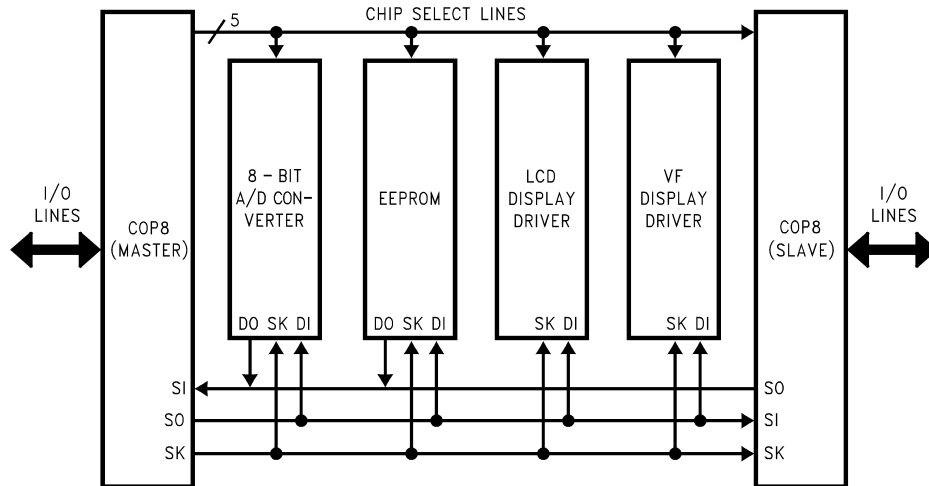 CHIP SELECT LINES
5
I/O
LINES
COP8
(MASTER)
8 - BIT
A/D CON-
VERTER
EEPROM
LCD
DISPLAY
DRIVER
VF
DISPLAY
DRIVER
COP8
(SLAVE)
I/O
LINES
DO SK DI
DO SK DI
SK DI
SK DI
SI
SO
SO
SI
SK
SK